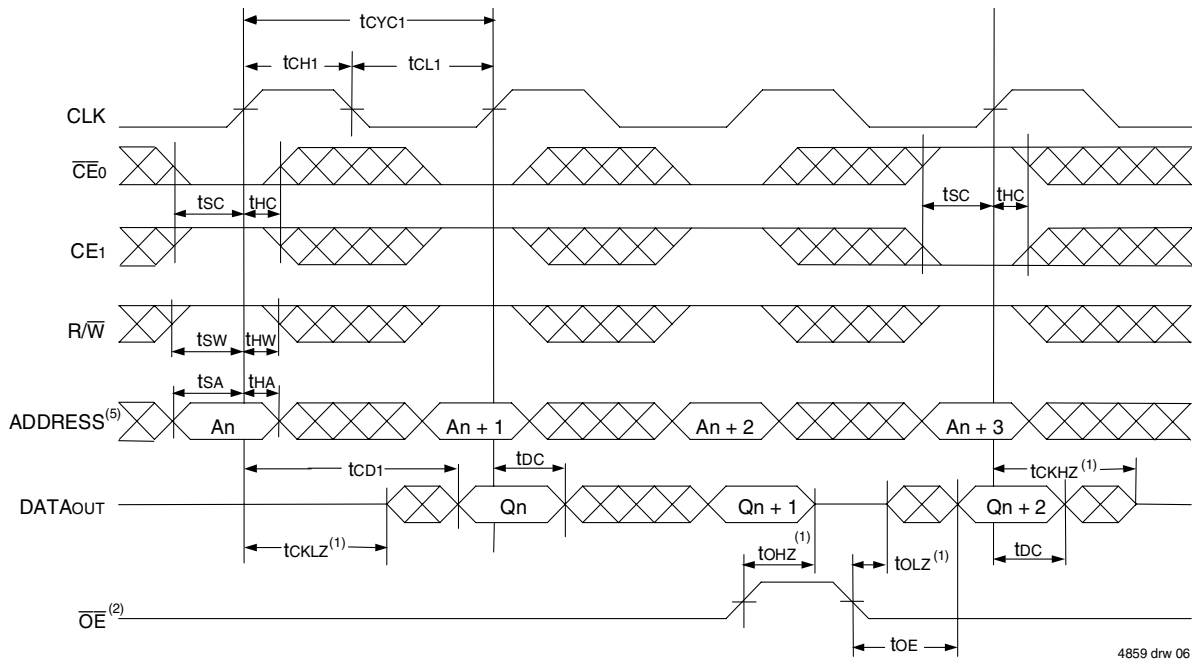 tCYC1
tCH1 tCL1
CLK
CE0
tSC tHC tSC tHC
CE1
R/W
tSW tHW
tSA tHA
ADDRESS(5) An An + 1 An + 2 An + 3
tCD1 tDC tCKHZ(1)
DATAOUT Qn Qn + 1 Qn + 2
tCKLZ(1) tOHZ(1) tOLZ(1) tDC
OE(2)
tOE
4859 drw 06